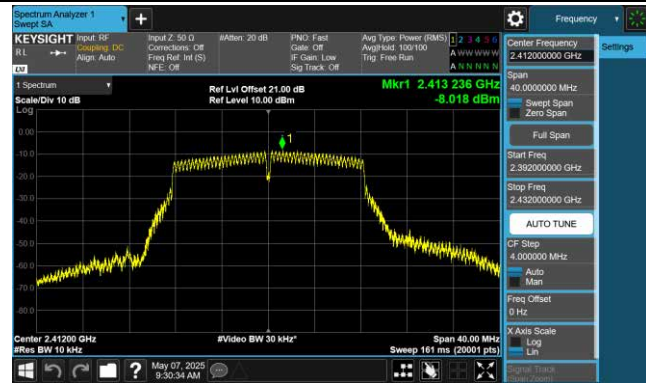 Spectrum Analyzer 1
Swept SA
+
Frequency
KEYSIGHT
RL
Input: RF
Coupling: DC
Align: Auto
Input Z: 50 Ω
Corrections: Off
Freq Ref: Int (S)
NFE: Off
#Atten: 20 dB
PNO: Fast
Gate: Off
IF Gain: Low
Sig Track: Off
Avg Type: Power (RMS)
Avg|Hold: 100/100
Trig: Free Run
1 2 3 4 5 6
A W W W W W
A N N N N N
LXI
1 Spectrum
Scale/Div 10 dB
Log
Ref Lvl Offset 21.00 dB
Ref Level 10.00 dBm
Mkr1 2.413 236 GHz
-8.018 dBm
1
0.00
-10.0
-20.0
-30.0
-40.0
-50.0
-60.0
-70.0
-80.0
Center 2.41200 GHz
#Res BW 10 kHz
#Video BW 30 kHz*
Span 40.00 MHz
Sweep 161 ms (20001 pts)
May 07, 2025
9:30:34 AM
?
Center Frequency
2.412000000 GHz
Settings
Span
40.0000000 MHz
Swept Span
Zero Span
Full Span
Start Freq
2.392000000 GHz
Stop Freq
2.432000000 GHz
AUTO TUNE
CF Step
4.000000 MHz
Auto
Man
Freq Offset
0 Hz
X Axis Scale
Log
Lin
Signal Track
(Span Zoom)